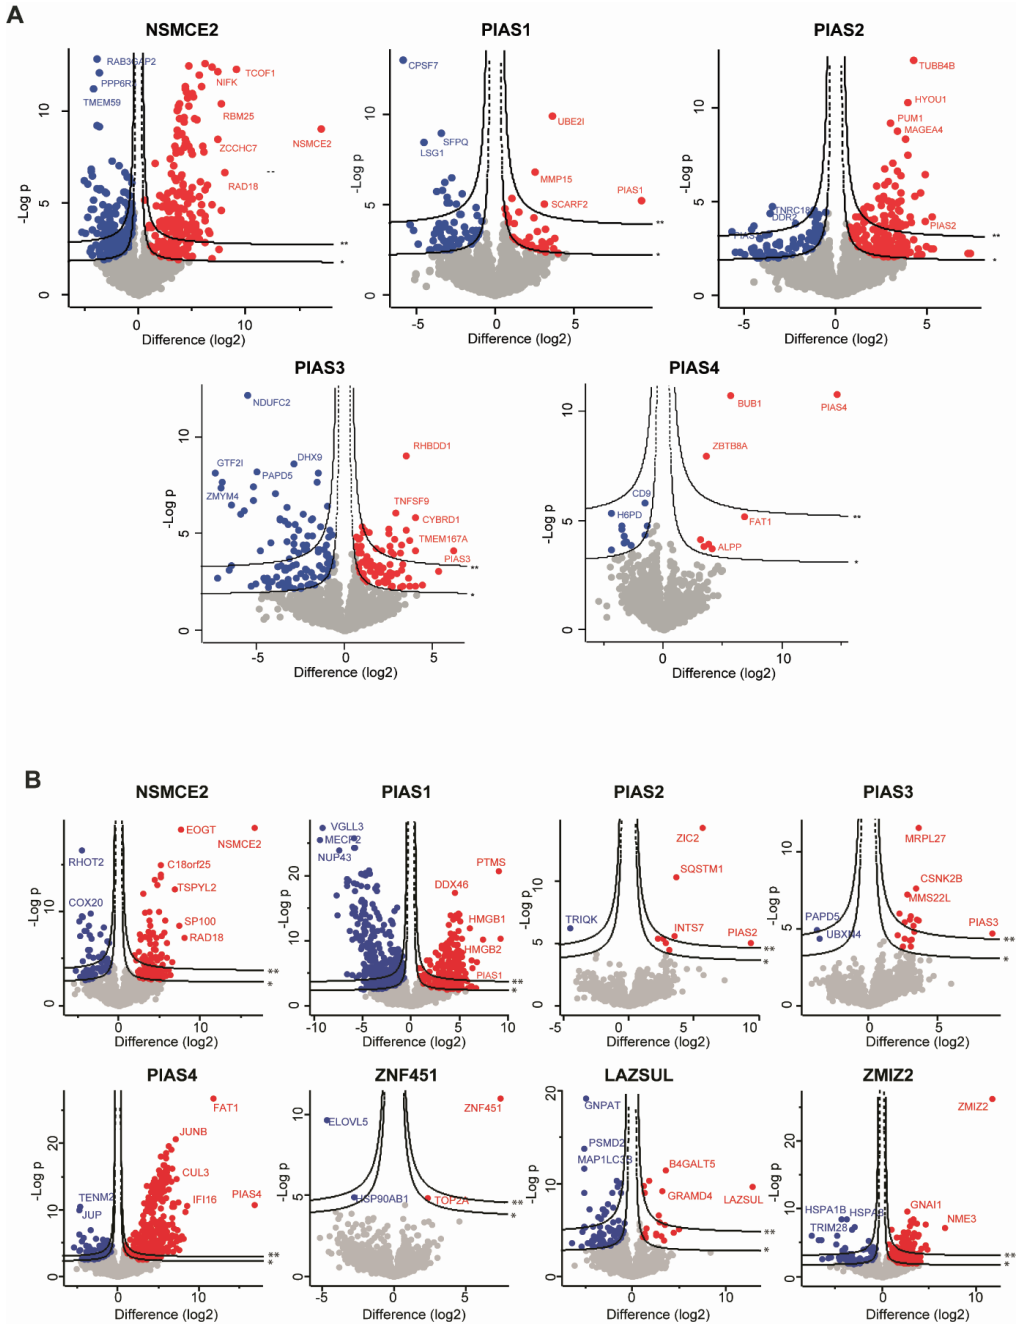 A
NSMCE2
PIAS1
PIAS2
-Log p
10
5
0
RAB3GAP2
PPP6R3
TMEM59
TCOF1
NIFK
RBM25
NSMCE2
ZCCHC7
RAD18
--
**
*
0
10
Difference (log2)
-Log p
10
5
0
CPSF7
SFPQ
LSG1
UBE2I
MMP15
PIAS1
SCARF2
**
*
-5
0
5
Difference (log2)
-Log p
10
5
0
TUBB4B
HYOU1
PUM1
MAGEA4
TNRC18
DDR2
PIAS2
**
*
-5
0
5
Difference (log2)
PIAS3
PIAS4
-Log p
10
5
0
NDUFC2
GTF2I
DHX9
PAPD5
ZMYM4
RHBDD1
TNFSF9
CYBRD1
TMEM167A
PIAS3
**
*
-5
0
5
Difference (log2)
-Log p
10
5
0
BUB1
PIAS4
ZBTB8A
CD9
H6PD
FAT1
ALPP
**
*
0
10
Difference (log2)
B
NSMCE2
PIAS1
PIAS2
PIAS3
-Log p
10
0
EOGT
NSMCE2
RHOT2
C18orf25
TSPYL2
COX20
SP100
RAD18
**
*
0
10
Difference (log2)
-Log p
20
10
0
VGLL3
MECP2
NUP43
PTMS
DDX46
HMGB1
HMGB2
PIAS1
**
*
-10
-5
0
5
10
Difference (log2)
-Log p
10
5
0
ZIC2
SQSTM1
TRIQK
INTS7
PIAS2
**
*
-5
0
5
10
Difference (log2)
-Log p
10
5
0
MRPL27
CSNK2B
MMS22L
PAPD5
UBXN4
PIAS3
**
*
0
5
Difference (log2)
PIAS4
ZNF451
LAZSUL
ZMIZ2
-Log p
20
10
0
FAT1
JUNB
CUL3
TENM2
IFI16
PIAS4
JUP
**
*
0
10
Difference (log2)
-Log p
10
5
0
ELOVL5
ZNF451
HSP90AB1
TOP2A
**
*
-5
0
5
Difference (log2)
-Log p
20
10
0
GNPAT
PSMD2
MAP1LC3B
B4GALT5
GRAMD4
LAZSUL
**
*
0
10
Difference (log2)
-Log p
20
10
0
ZMIZ2
HSPA1B
TRIM28
GNAI1
NME3
**
*
0
10
Difference (log2)